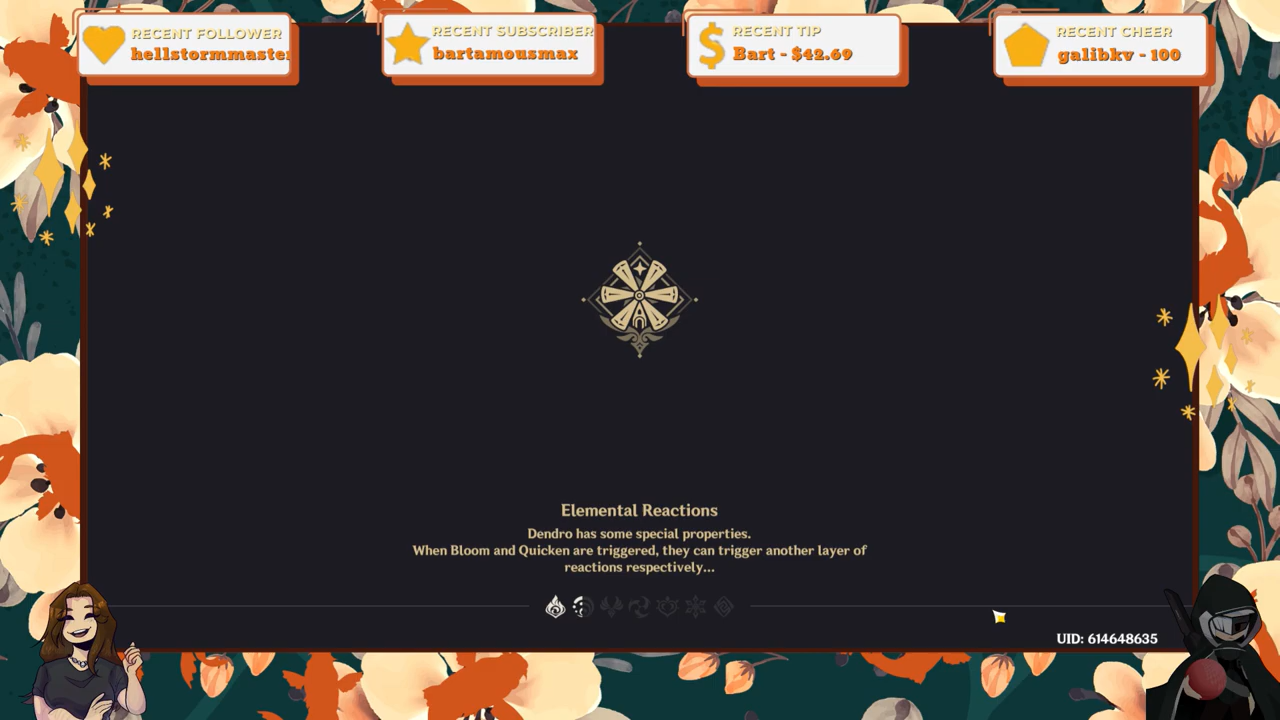 RECENT FOLLOWER
hellstormmaster
RECENT SUBSCRIBER
bartamousmax
RECENT TIP
Bart - $42.69
RECENT CHEER
galibkv - 100
Elemental Reactions
Dendro has some special properties.
When Bloom and Quicken are triggered, they can trigger another layer of
reactions respectively...
UID: 614648635